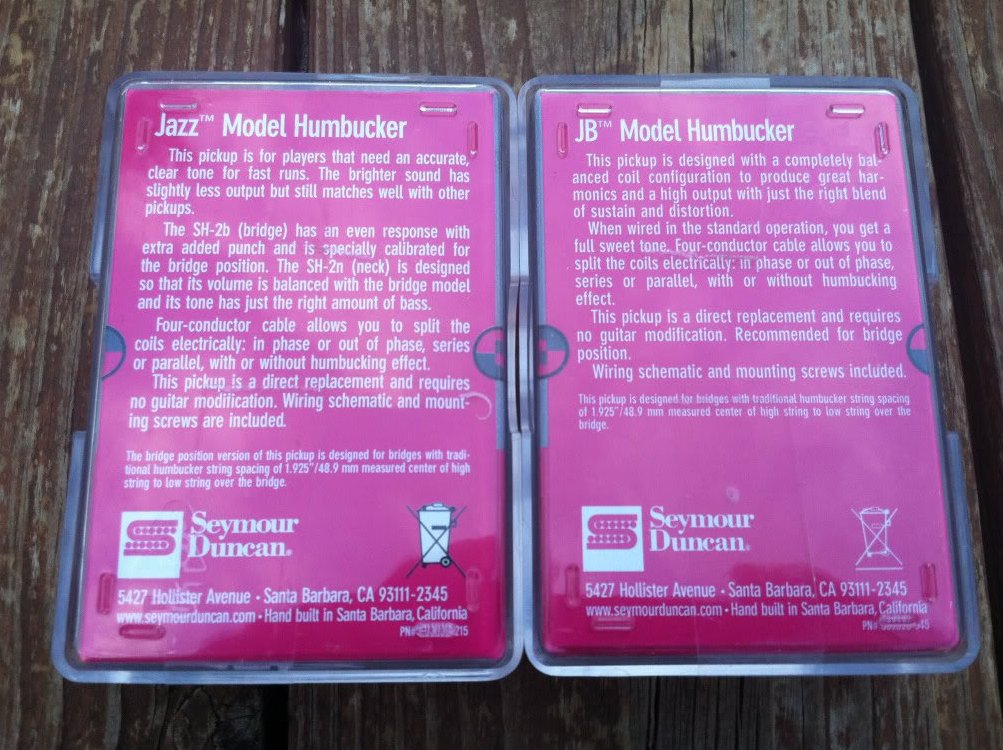 Jazz™ Model Humbucker
This pickup is for players that need an accurate,
clear tone for fast runs. The brighter sound has
slightly less output but still matches well with other
pickups.
The SH-2b (bridge) has an even response with
extra added punch and is specially calibrated for
the bridge position. The SH-2n (neck) is designed
so that its volume is balanced with the bridge model
and its tone has just the right amount of bass.
Four-conductor cable allows you to split the
coils electrically: in phase or out of phase, series
or parallel, with or without humbucking effect.
This pickup is a direct replacement and requires
no guitar modification. Wiring schematic and mount-
ing screws are included.
The bridge position version of this pickup is designed for bridges with tradi-
tional humbucker string spacing of 1.925"/48.9 mm measured center of high
string to low string over the bridge.
Seymour
Duncan®
5427 Hollister Avenue • Santa Barbara, CA 93111-2345
www.seymourduncan.com • Hand built in Santa Barbara, California
PN#
JB™ Model Humbucker
This pickup is designed with a completely bal-
anced coil configuration to produce great har-
monics and a high output with just the right blend
of sustain and distortion.
When wired in the standard operation, you get a
full sweet tone. Four-conductor cable allows you to
split the coils electrically: in phase or out of phase,
series or parallel, with or without humbucking
effect.
This pickup is a direct replacement and requires
no guitar modification. Recommended for bridge
position.
Wiring schematic and mounting screws included.
This pickup is designed for bridges with traditional humbucker string spacing
of 1.925"/48.9 mm measured center of high string to low string over the
bridge.
Seymour
Duncan®
5427 Hollister Avenue • Santa Barbara, CA 93111-2345
www.seymourduncan.com • Hand built in Santa Barbara, California
PN#